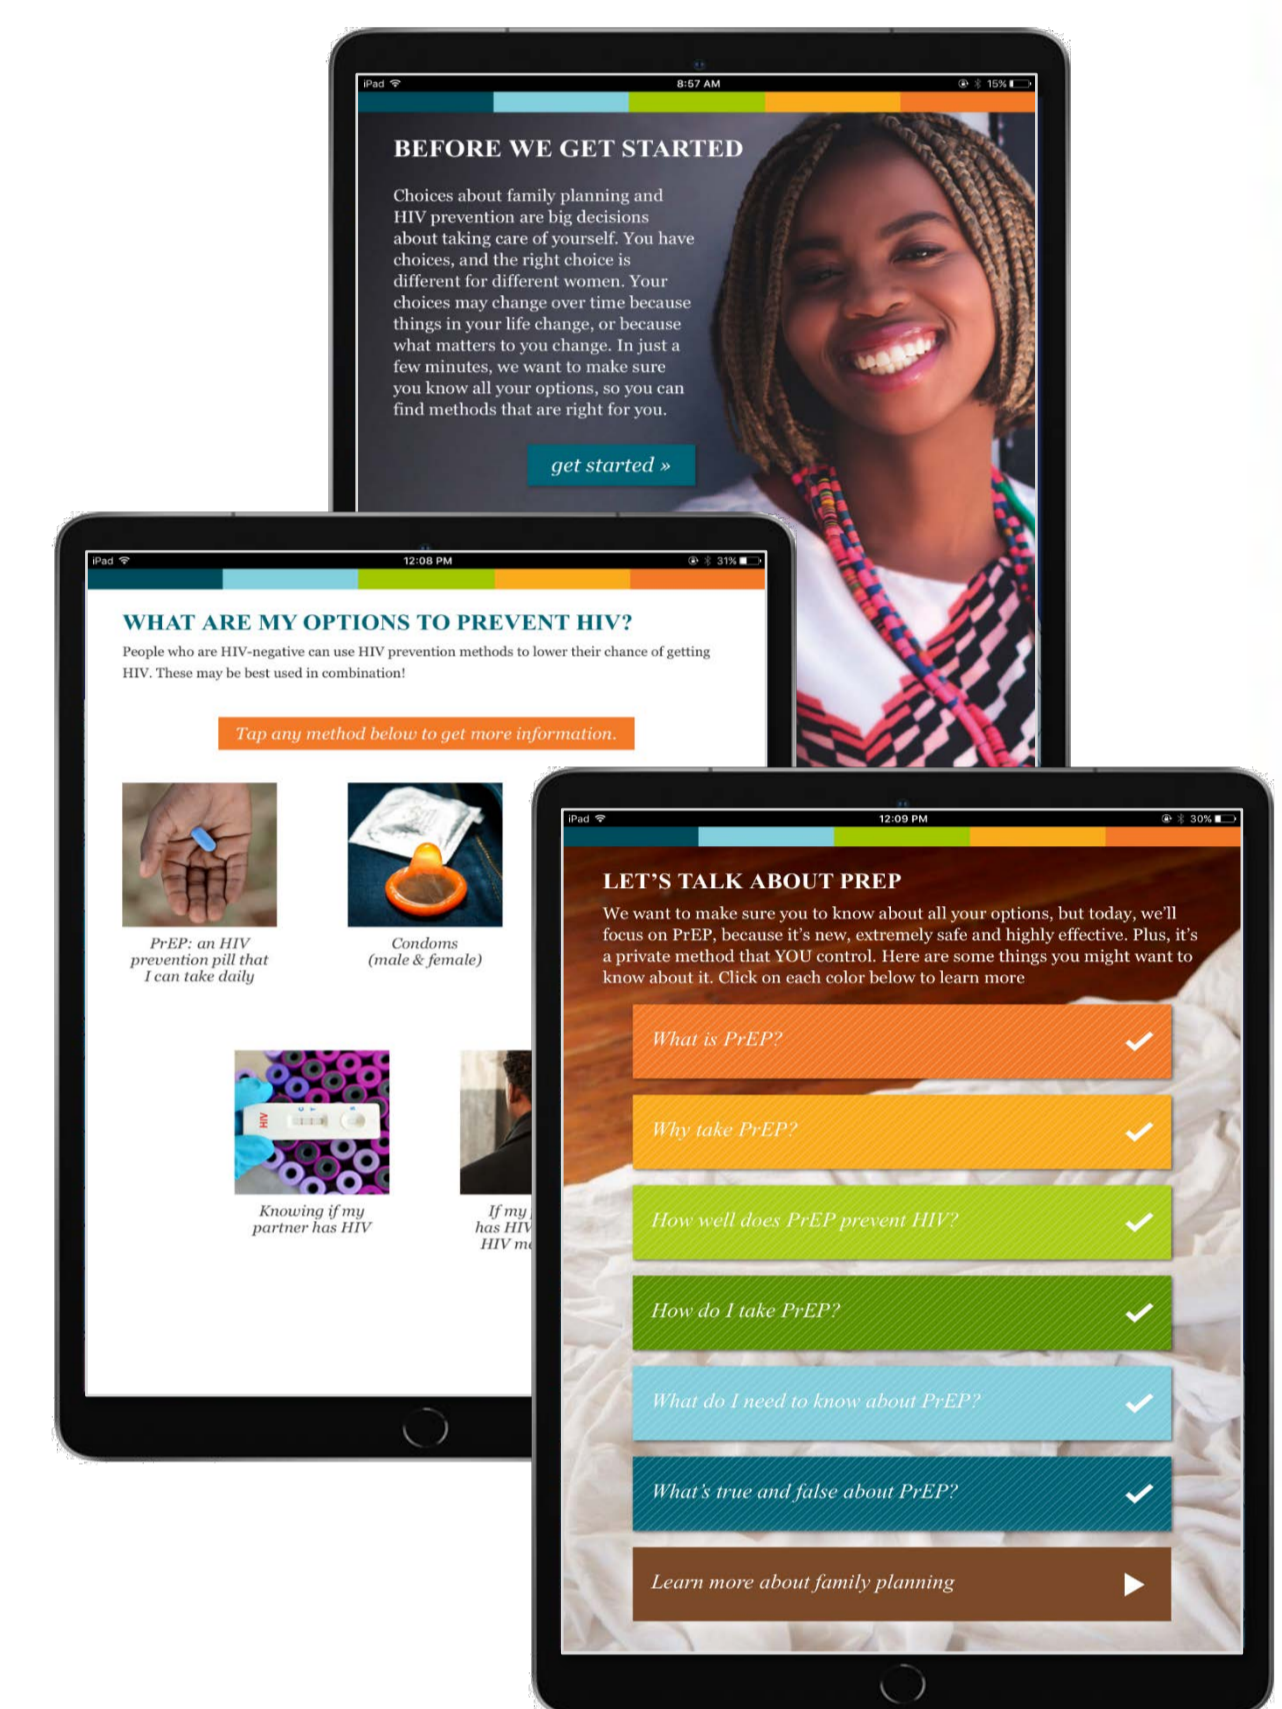 iPad
8:57 AM
15%
BEFORE WE GET STARTED
Choices about family planning and
HIV prevention are big decisions
about taking care of yourself. You have
choices, and the right choice is
different for different women. Your
choices may change over time because
things in your life change, or because
what matters to you change. In just a
few minutes, we want to make sure
you know all your options, so you can
find methods that are right for you.
get started »
iPad
12:08 PM
31%
WHAT ARE MY OPTIONS TO PREVENT HIV?
People who are HIV-negative can use HIV prevention methods to lower their chance of getting
HIV. These may be best used in combination!
Tap any method below to get more information.
PrEP: an HIV
prevention pill that
I can take daily
Condoms
(male & female)
HIV
C T
Knowing if my
partner has HIV
If my
has HIV
HIV
iPad
12:09 PM
30%
LET'S TALK ABOUT PREP
We want to make sure you to know about all your options, but today, we'll
focus on PrEP, because it's new, extremely safe and highly effective. Plus, it's
a private method that YOU control. Here are some things you might want to
know about it. Click on each color below to learn more
What is PrEP?
Why take PrEP?
How well does PrEP prevent HIV?
How do I take PrEP?
What do I need to know about PrEP?
What's true and false about PrEP?
Learn more about family planning